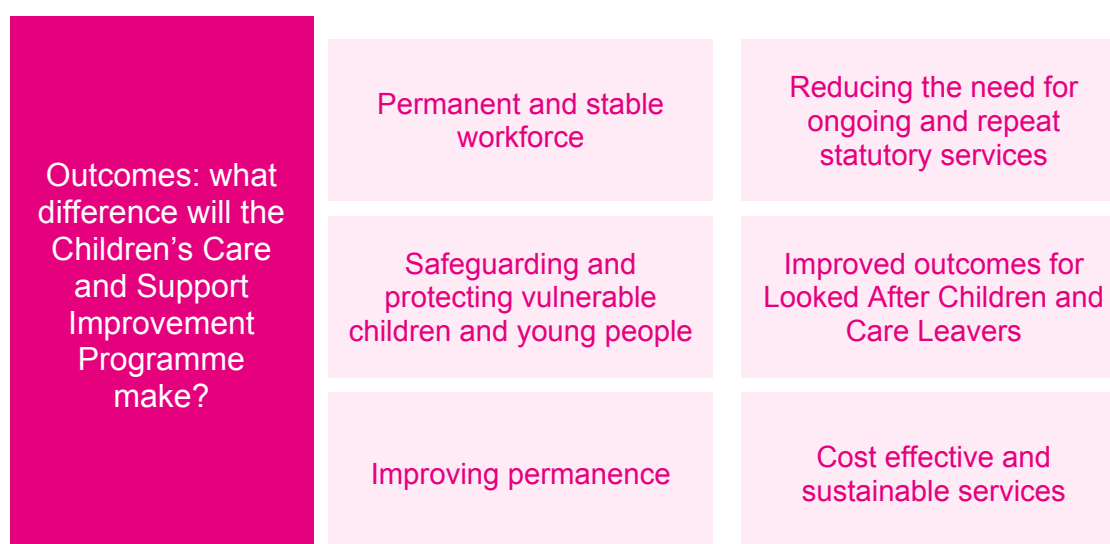 Outcomes: what
difference will the
Children’s Care
and Support
Improvement
Programme
make?
Permanent and stable
workforce
Reducing the need for
ongoing and repeat
statutory services
Safeguarding and
protecting vulnerable
children and young people
Improved outcomes for
Looked After Children and
Care Leavers
Improving permanence
Cost effective and
sustainable services